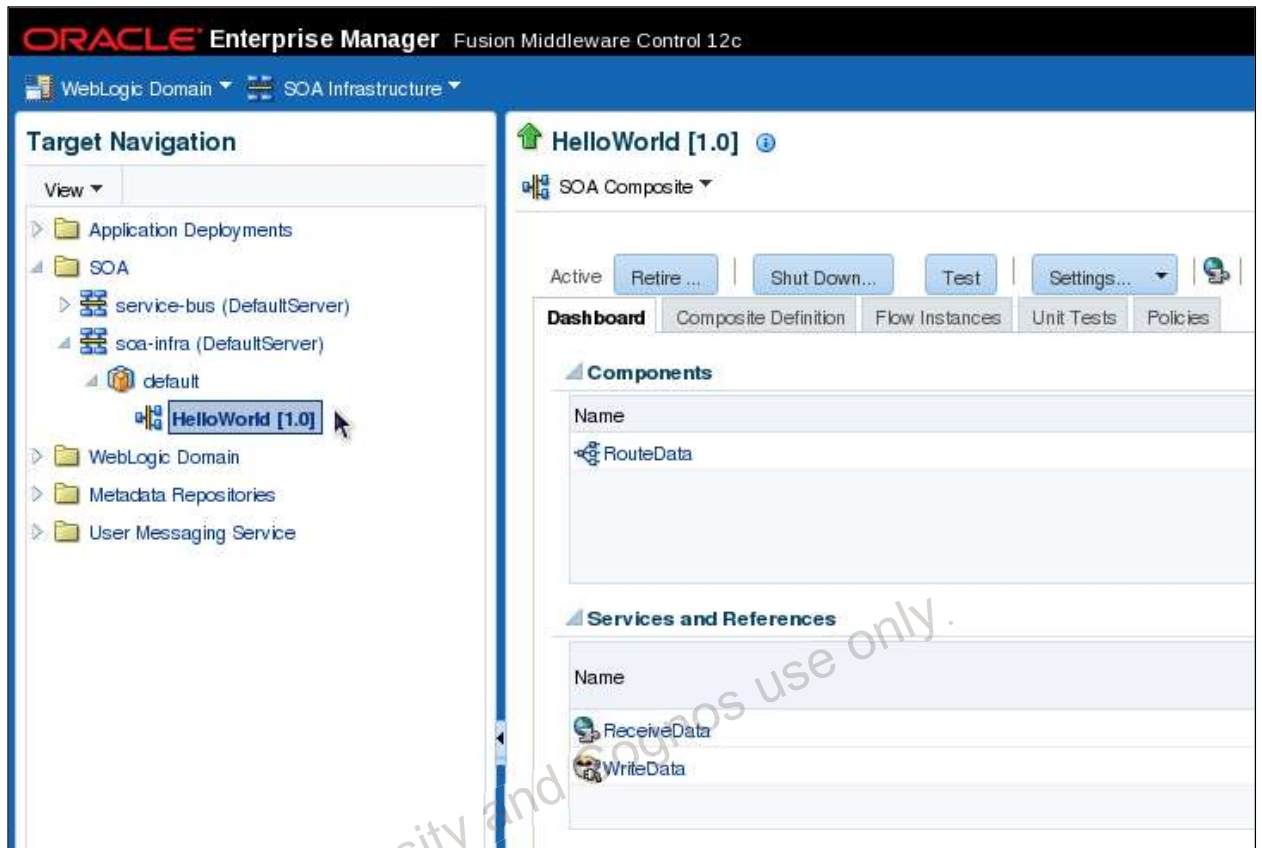 ORACLE Enterprise Manager Fusion Middleware Control 12c
WebLogic Domain SOA Infrastructure
Target Navigation
View
Application Deployments
SOA
service-bus (DefaultServer)
soa-infra (DefaultServer)
default
HelloWorld [1.0]
WebLogic Domain
Metadata Repositories
User Messaging Service
HelloWorld [1.0]
SOA Composite
Active Retire ... Shut Down... Test Settings...
Dashboard Composite Definition Flow Instances Unit Tests Policies
Components
Name
RouteData
Services and References
Name
ReceiveData
WriteData
and Cognos use only.